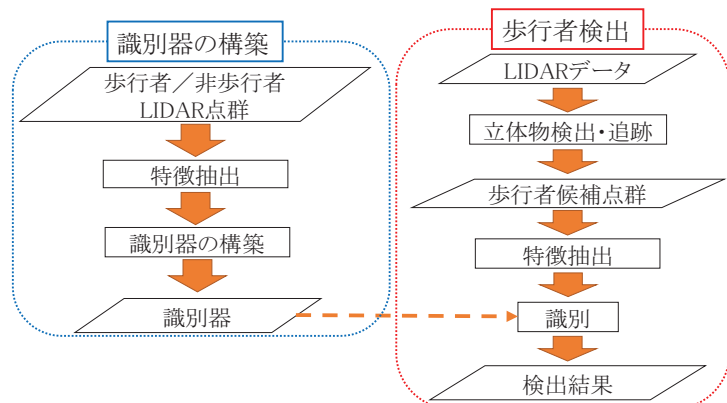 識別器の構築
歩行者／非歩行者
LIDAR点群
特徴抽出
識別器の構築
識別器
歩行者検出
LIDARデータ
立体物検出・追跡
歩行者候補点群
特徴抽出
識別
検出結果